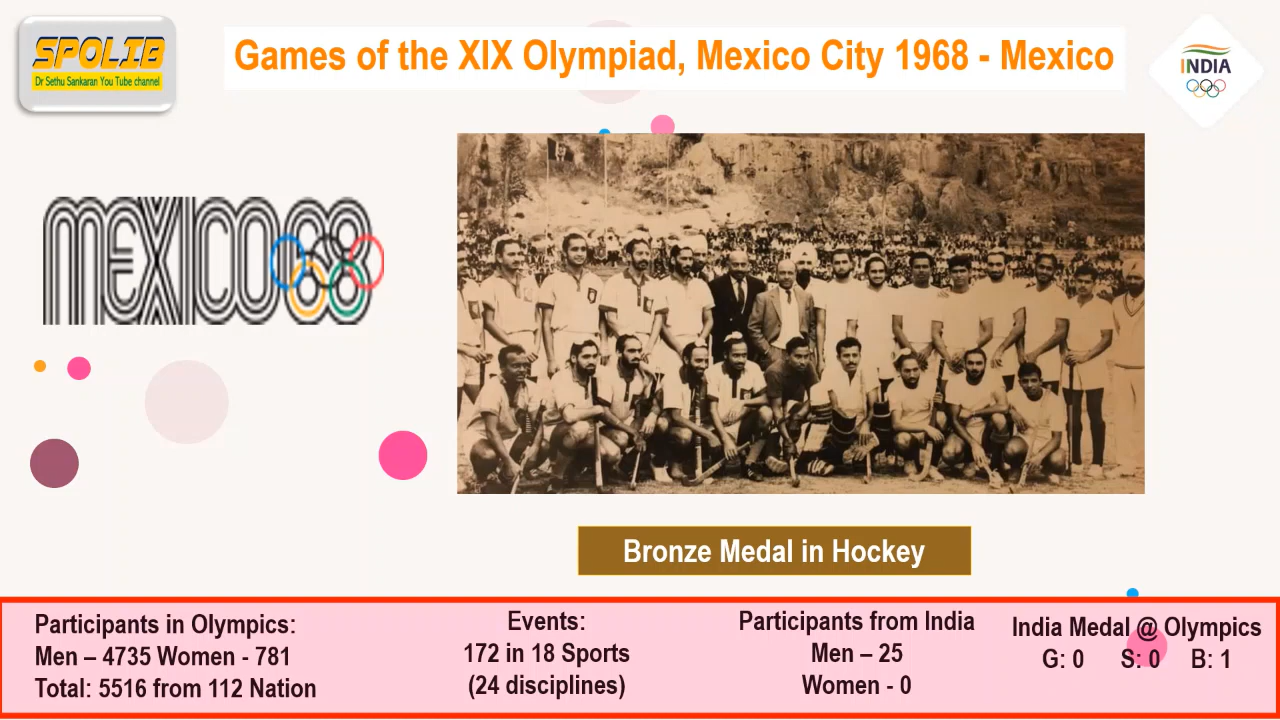 SPOLIB
Dr Sethu Sankaran You Tube channel
Games of the XIX Olympiad, Mexico City 1968 - Mexico
INDIA
MEXICO68
Bronze Medal in Hockey
Participants in Olympics:
Men – 4735 Women - 781
Total: 5516 from 112 Nation
Events:
172 in 18 Sports
(24 disciplines)
Participants from India
Men – 25
Women - 0
India Medal @ Olympics
G: 0 S: 0 B: 1